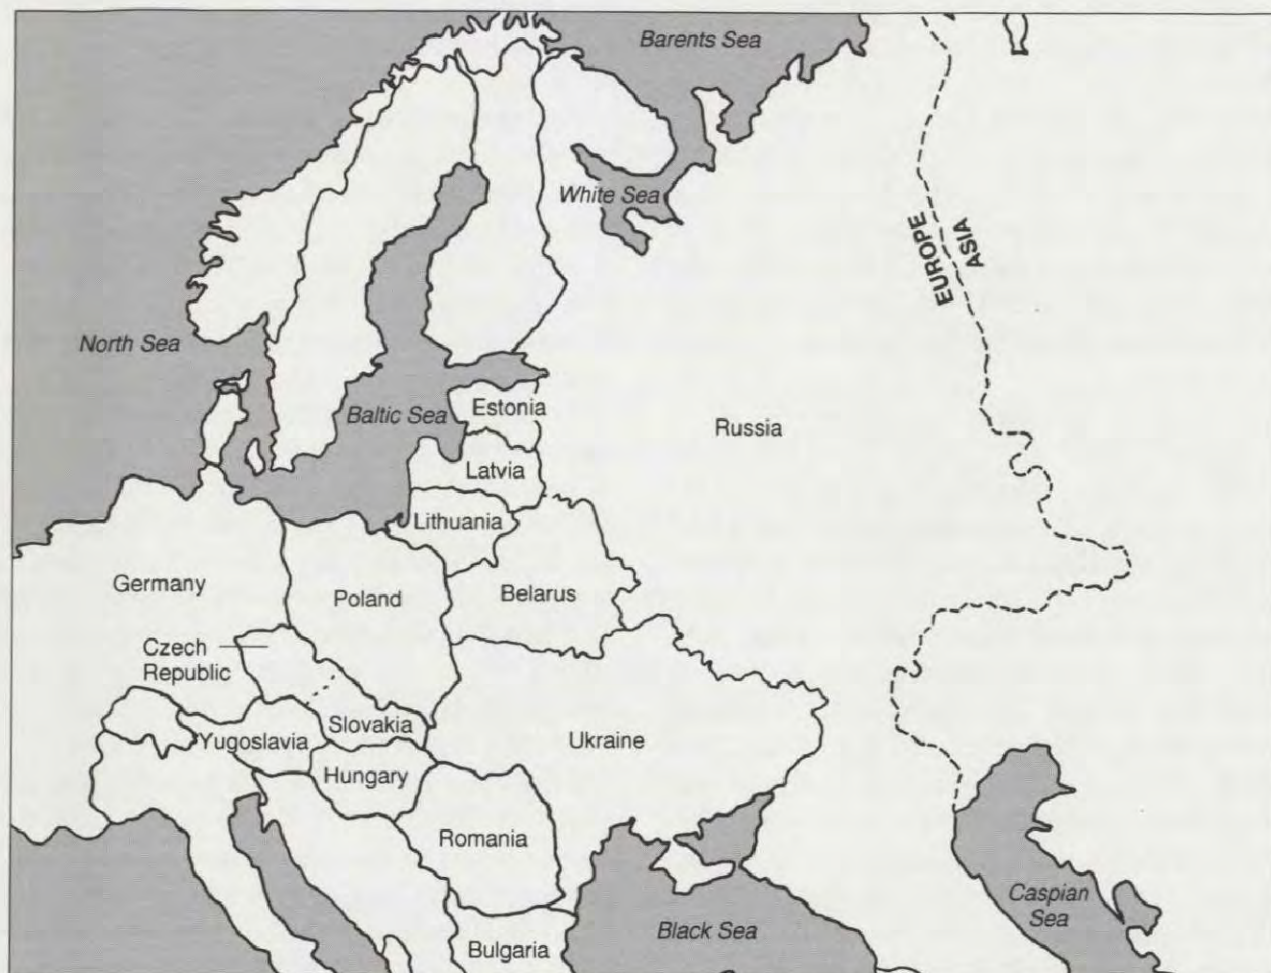 Barents Sea
White Sea
EUROPE
ASIA
North Sea
Baltic Sea
Estonia
Russia
Latvia
Lithuania
Germany
Poland
Belarus
Czech
Republic
Slovakia
Yugoslavia
Ukraine
Hungary
Romania
Caspian
Sea
Black Sea
Bulgaria